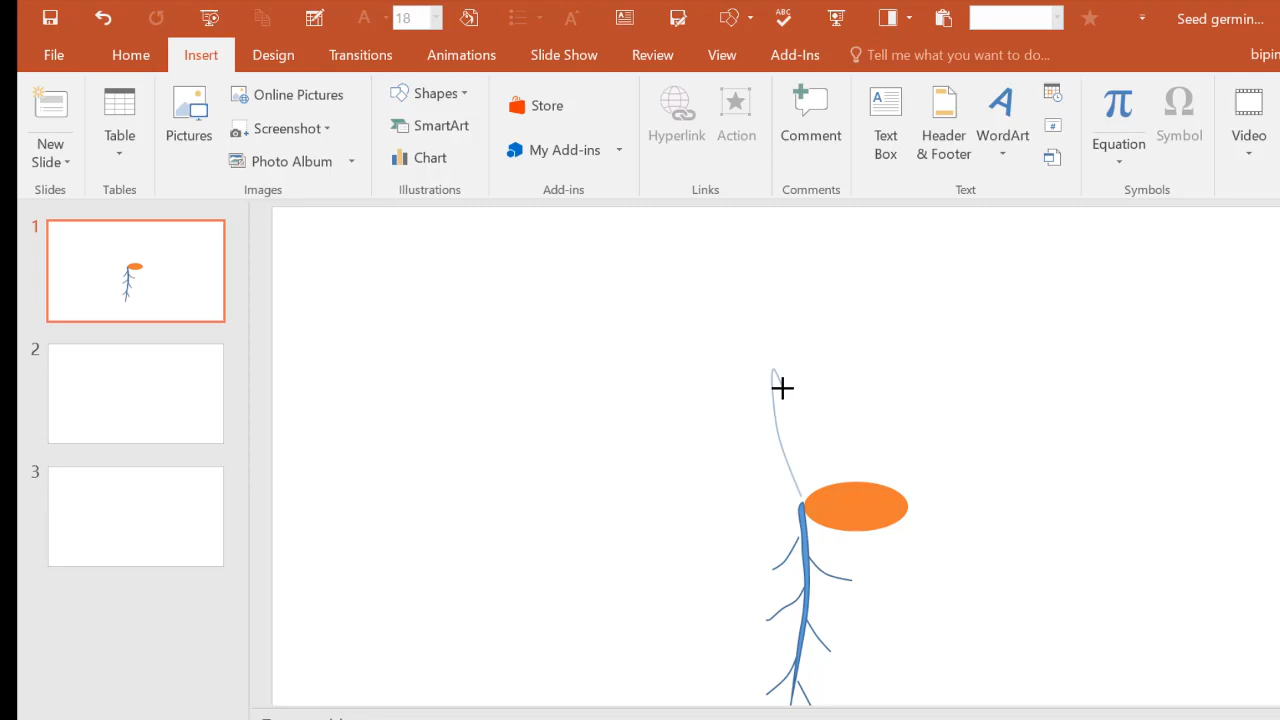 18
ABC
Seed germin...
File
Home
Insert
Design
Transitions
Animations
Slide Show
Review
View
Add-Ins
Tell me what you want to do...
bipin
New
Slide
Table
Pictures
Online Pictures
Screenshot
Photo Album
Shapes
SmartArt
Chart
Store
My Add-ins
Hyperlink
Action
Comment
A
Text
Box
Header
& Footer
A
WordArt
#
π
Equation
Ω
Symbol
Video
Slides
Tables
Images
Illustrations
Add-ins
Links
Comments
Text
Symbols
1
2
3